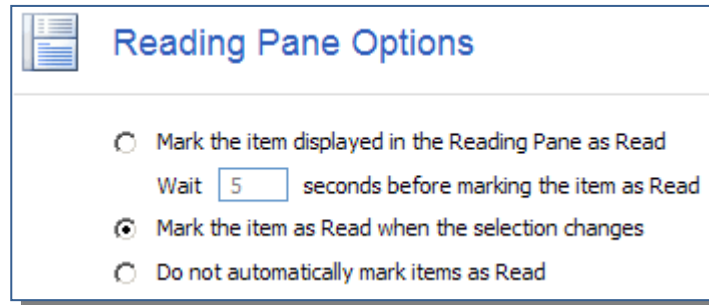 Reading Pane Options
Mark the item displayed in the Reading Pane as Read
Wait 5 seconds before marking the item as Read
Mark the item as Read when the selection changes
Do not automatically mark items as Read